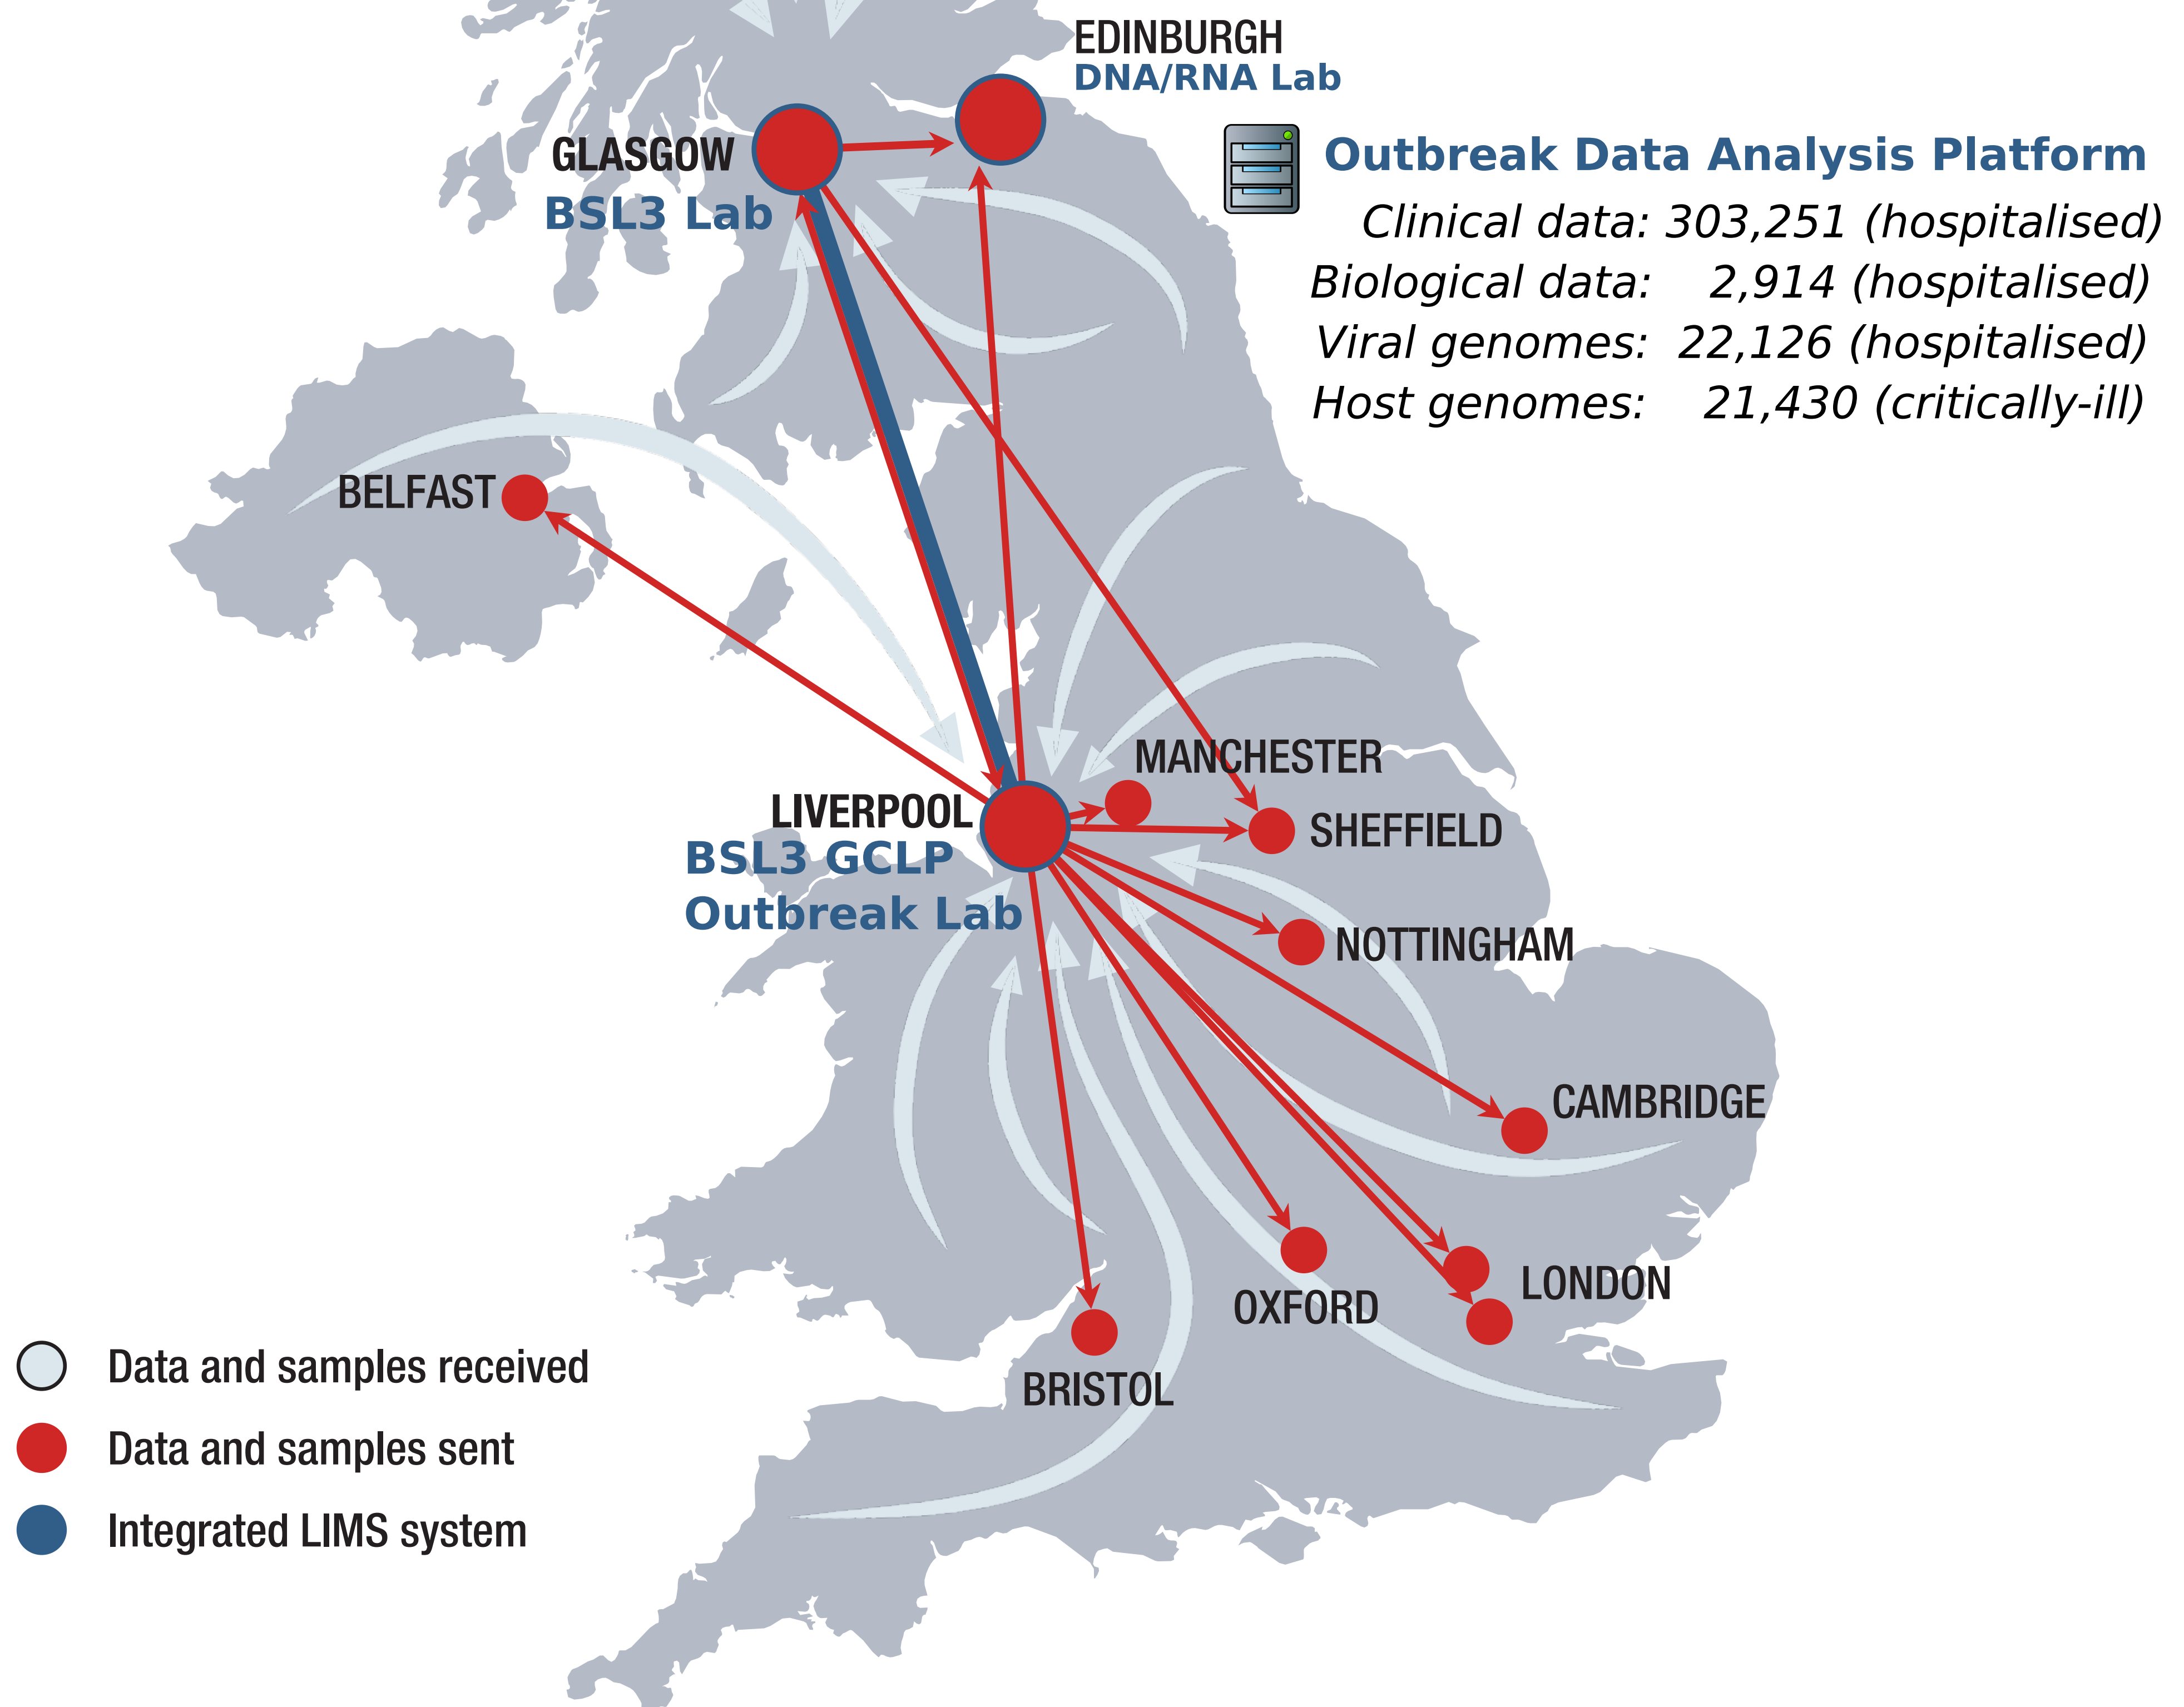 EDINBURGH
DNA/RNA Lab
GLASGOW
BSL3 Lab
Outbreak Data Analysis Platform
Clinical data: 303,251 (hospitalised)
Biological data: 2,914 (hospitalised)
Viral genomes: 22,126 (hospitalised)
Host genomes: 21,430 (critically-ill)
BELFAST
MANCHESTER
LIVERPOOL
BSL3 GCLP
Outbreak Lab
SHEFFIELD
NOTTINGHAM
CAMBRIDGE
LONDON
OXFORD
BRISTOL
Data and samples received
Data and samples sent
Integrated LIMS system